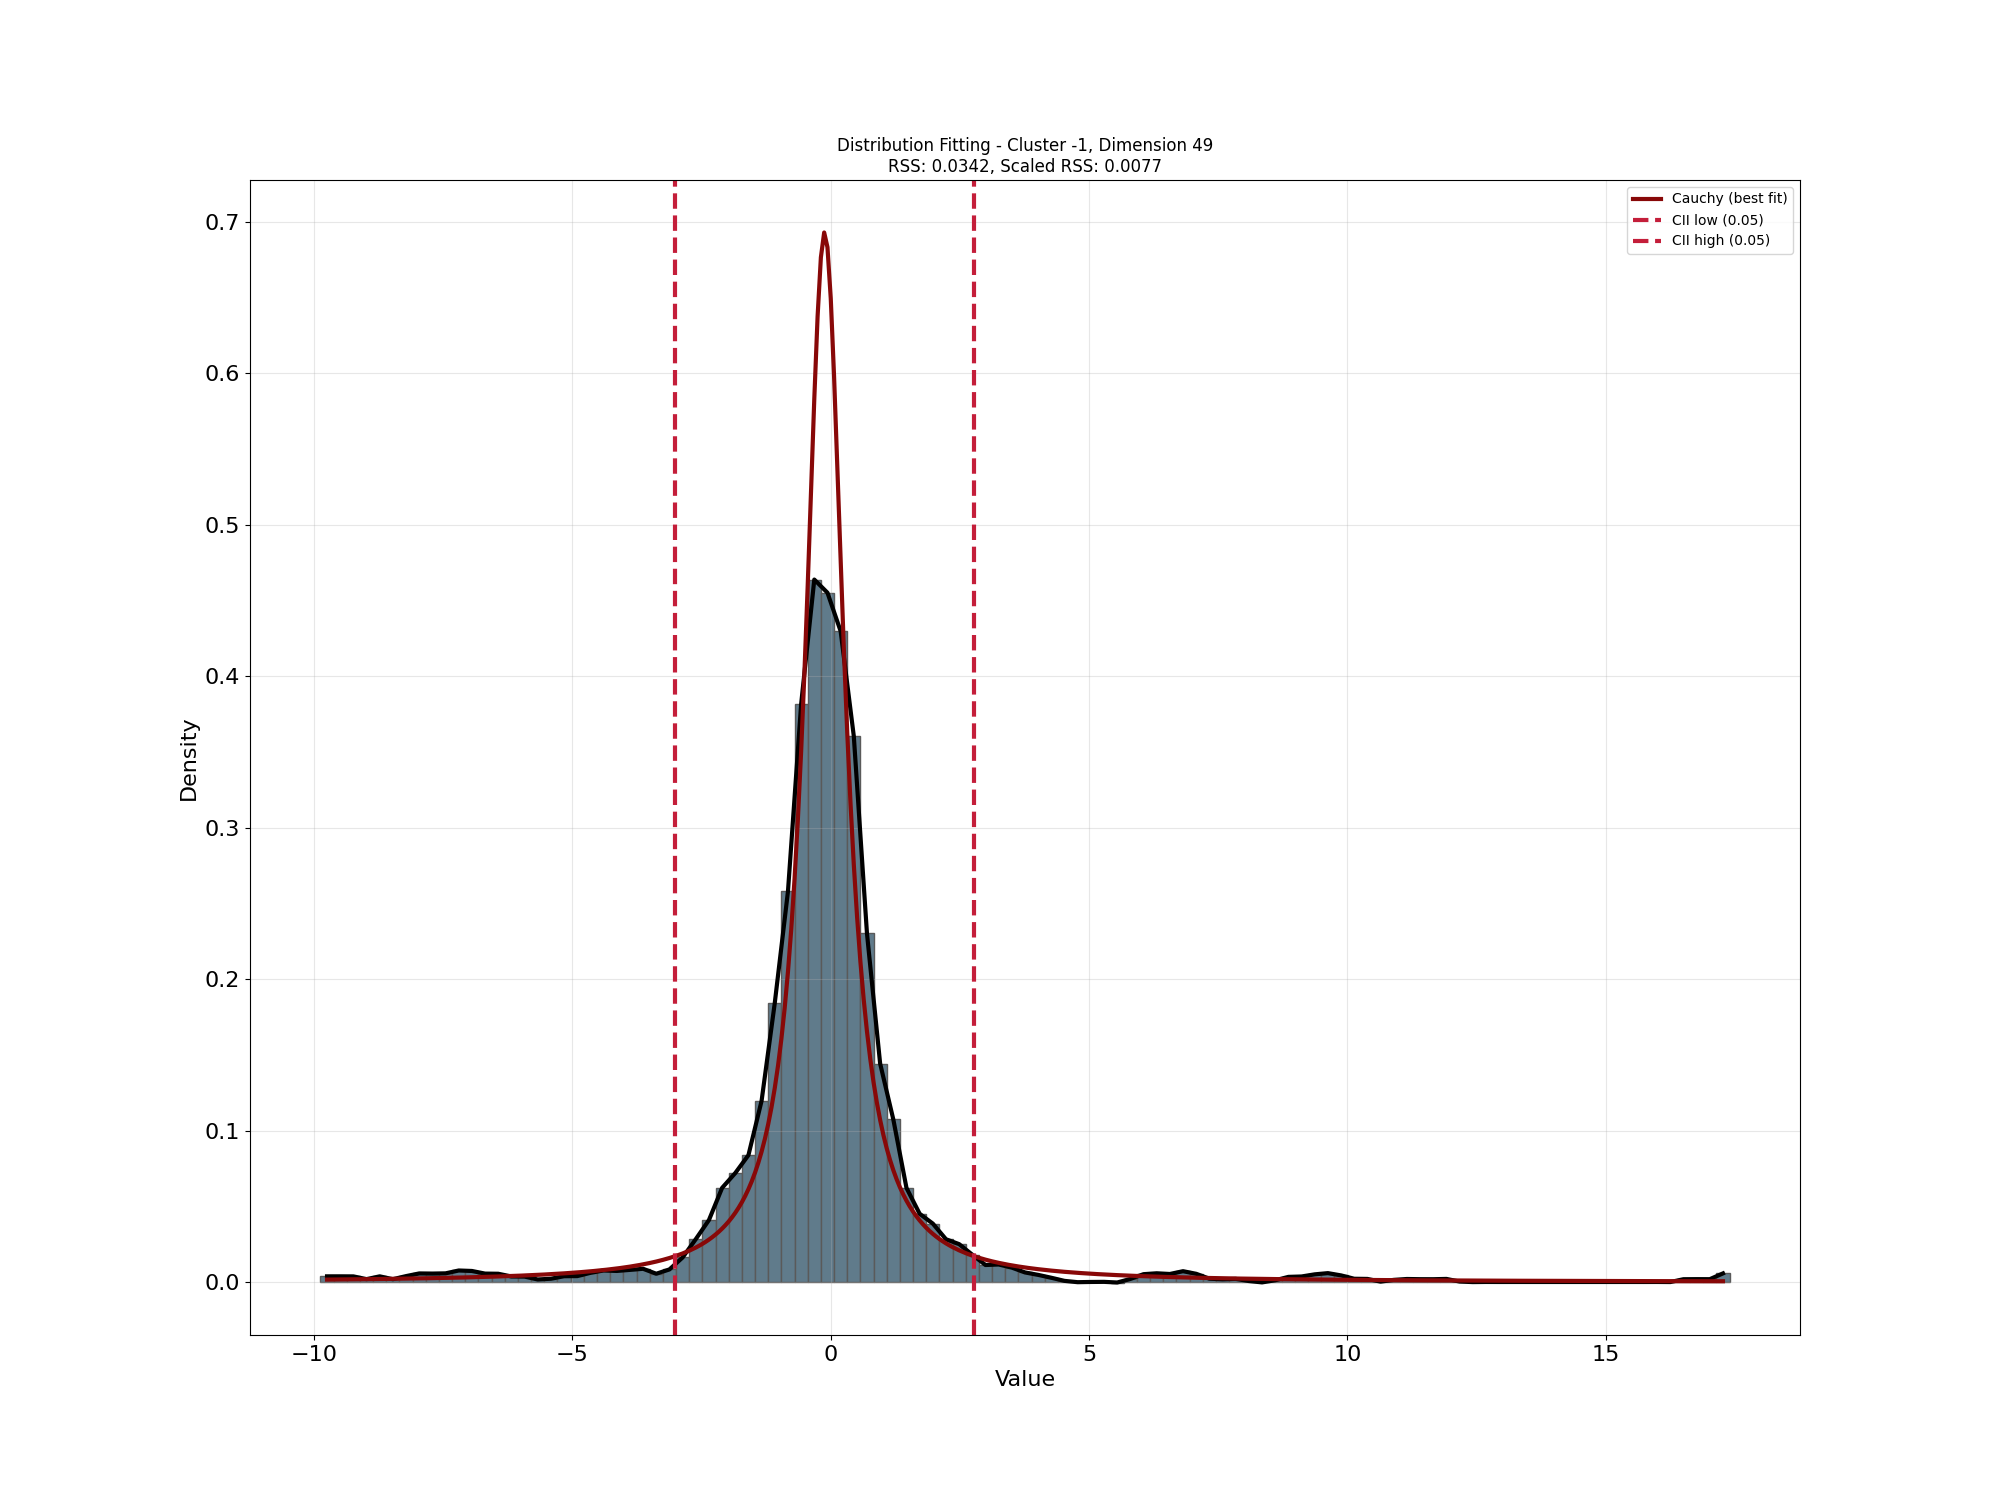 Distribution Fitting - Cluster -1, Dimension 49
RSS: 0.0342, Scaled RSS: 0.0077
Cauchy (best fit)
CII low (0.05)
CII high (0.05)
0.7
0.6
0.5
0.4
0.3
0.2
0.1
0.0
Density
−10
−5
0
5
10
15
Value